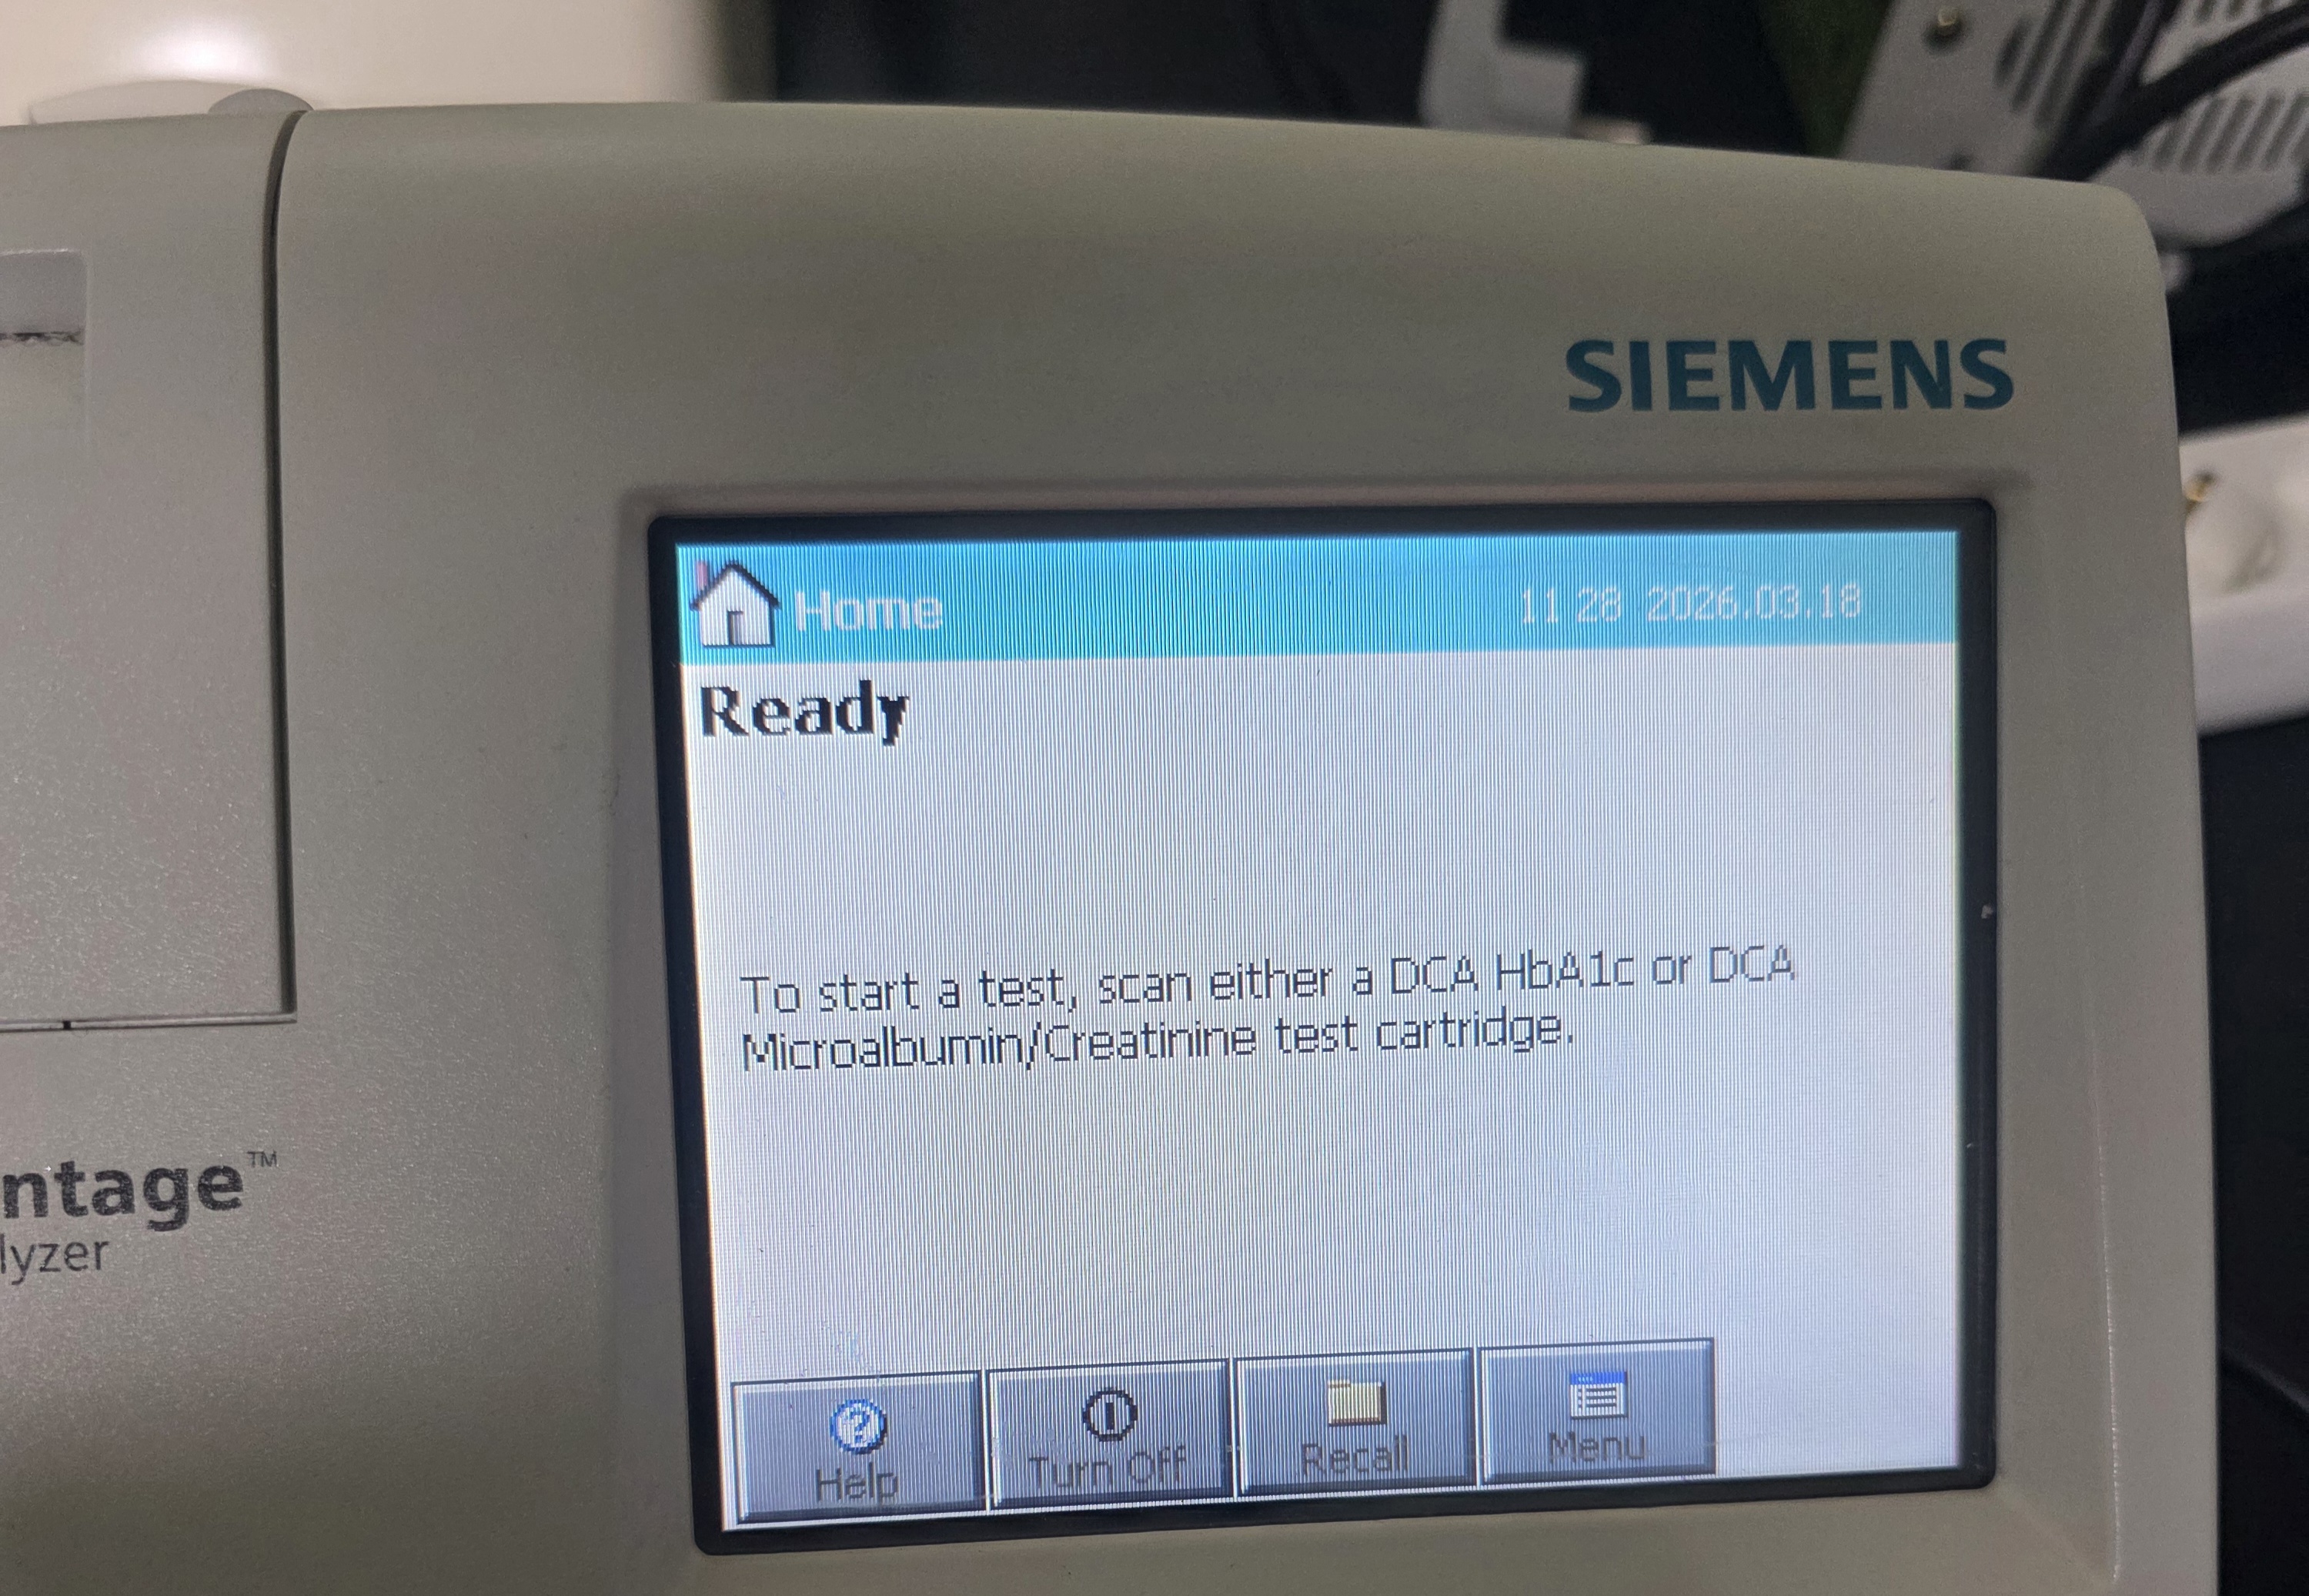 SIEMENS
Home 11 28 2026.03.18
Ready
To start a test, scan either a DCA HbA1c or DCA
Microalbumin/Creatinine test cartridge.
ntage™
lyzer
Help Turn Off Recall Menu